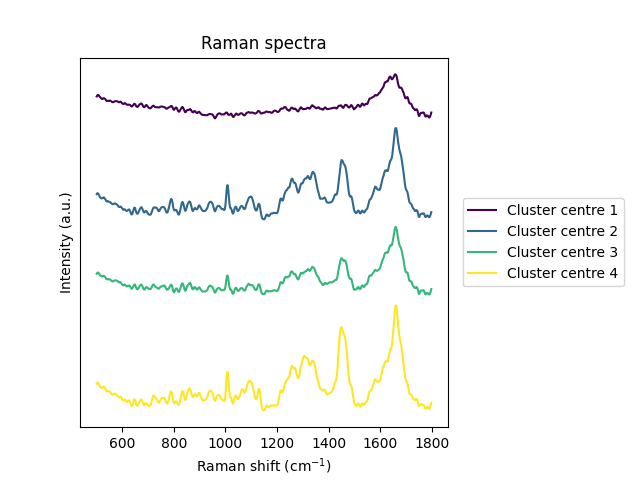 Raman spectra
Intensity (a.u.)
Cluster centre 1
Cluster centre 2
Cluster centre 3
Cluster centre 4
600 800 1000 1200 1400 1600 1800
Raman shift (cm⁻¹)